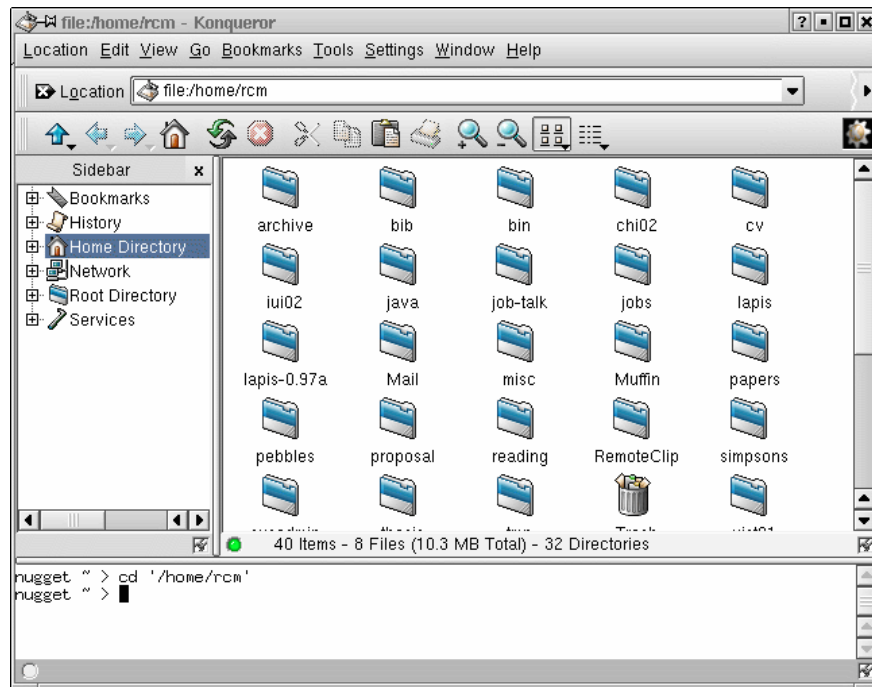 file:/home/rcm - Konqueror
Location Edit View Go Bookmarks Tools Settings Window Help
Location file:/home/rcm
Sidebar x
Bookmarks
History
Home Directory
Network
Root Directory
Services
archive bib bin chi02 cv
iui02 java job-talk jobs lapis
lapis-0.97a Mail misc Muffin papers
pebbles proposal reading RemoteClip simpsons
40 Items - 8 Files (10.3 MB Total) - 32 Directories
nugget ~ > cd '/home/rcm'
nugget ~ >